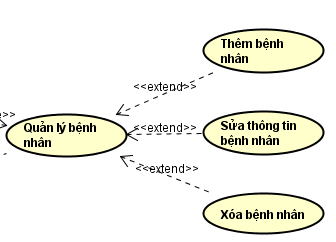 Thêm bệnh
nhân
<<extend>>
Quản lý bệnh
nhân
<<extend>>
Sửa thông tin
bệnh nhân
<<extend>>
Xóa bệnh nhân